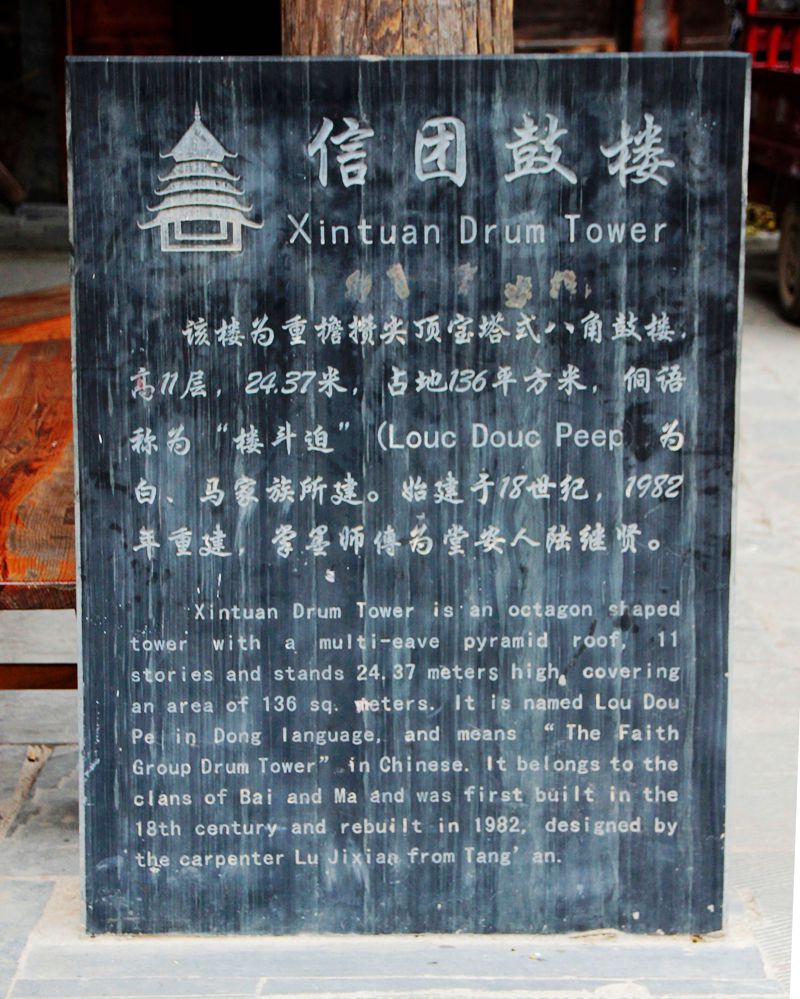 信团鼓楼
Xintuan Drum Tower
该楼为重檐攒尖顶宝塔式八角鼓楼，
高11层，24.37米，占地136平方米，侗语
称为“楼斗迫”（Louc Douc Peep 为
白、马家族所建。始建于18世纪，1982
年重建，掌墨师傅为堂安人陆继贤。
Xintuan Drum Tower is an octagon shaped
tower with a multi-eave pyramid roof, 11
stories and stands 24.37 meters high, covering
an area of 136 sq. meters. It is named Lou Dou
Pe in Dong language, and means “The Faith
Group Drum Tower” in Chinese. It belongs to the
clans of Bai and Ma and was first built in the
18th century and rebuilt in 1982, designed by
the carpenter Lu Jixian from Tang’an.